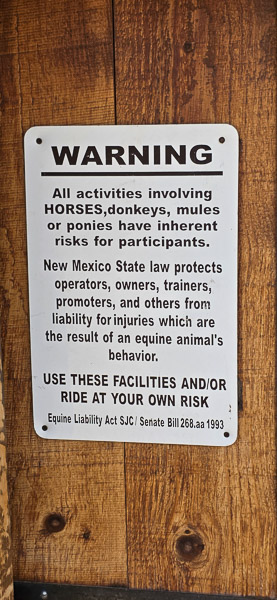 WARNING
All activities involving
HORSES,donkeys, mules
or ponies have inherent
risks for participants.
New Mexico State law protects
operators, owners, trainers,
promoters, and others from
liability for injuries which are
the result of an equine animal's
behavior.
USE THESE FACILITIES AND/OR
RIDE AT YOUR OWN RISK
Equine Liability Act SJC/ Senate Bill 268.aa 1993